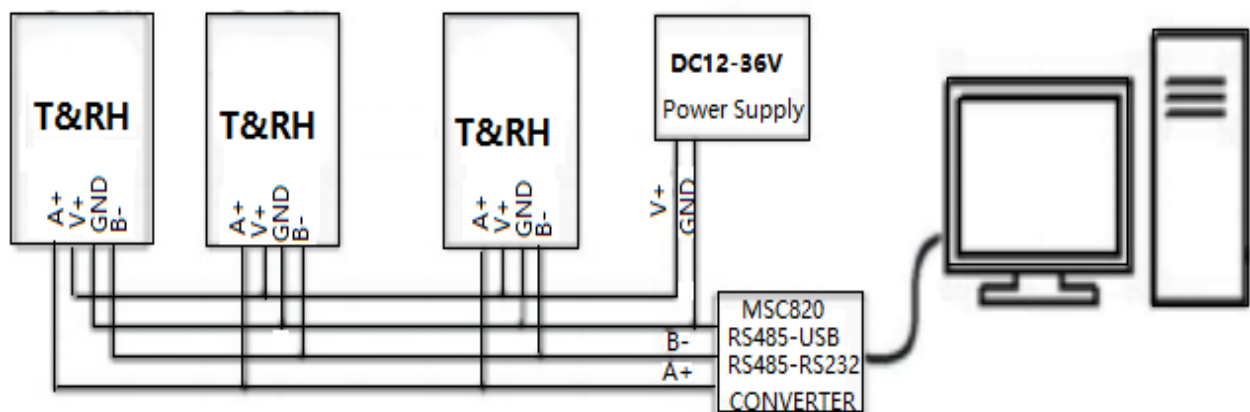 T&RH
A+
V+
GND
B-
T&RH
A+
V+
GND
B-
T&RH
A+
V+
GND
B-
DC12-36V
Power Supply
V+
GND
B-
A+
MSC820
RS485-USB
RS485-RS232
CONVERTER